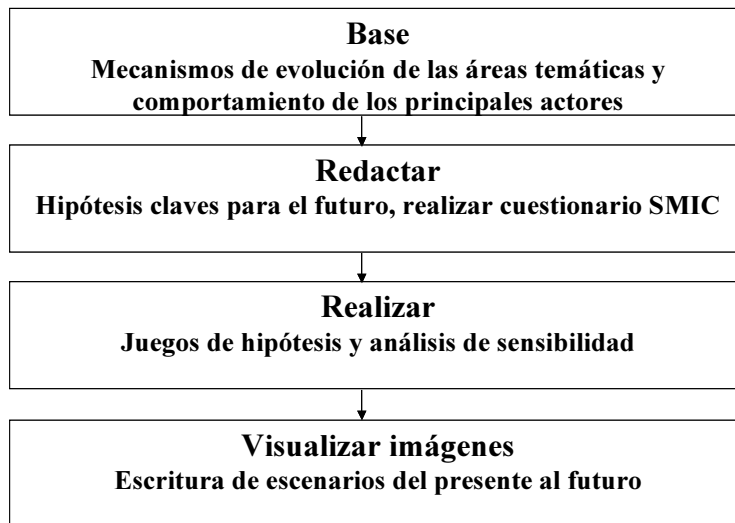 Base
Mecanismos de evolución de las áreas temáticas y
comportamiento de los principales actores
Redactar
Hipótesis claves para el futuro, realizar cuestionario SMIC
Realizar
Juegos de hipótesis y análisis de sensibilidad
Visualizar imágenes
Escritura de escenarios del presente al futuro